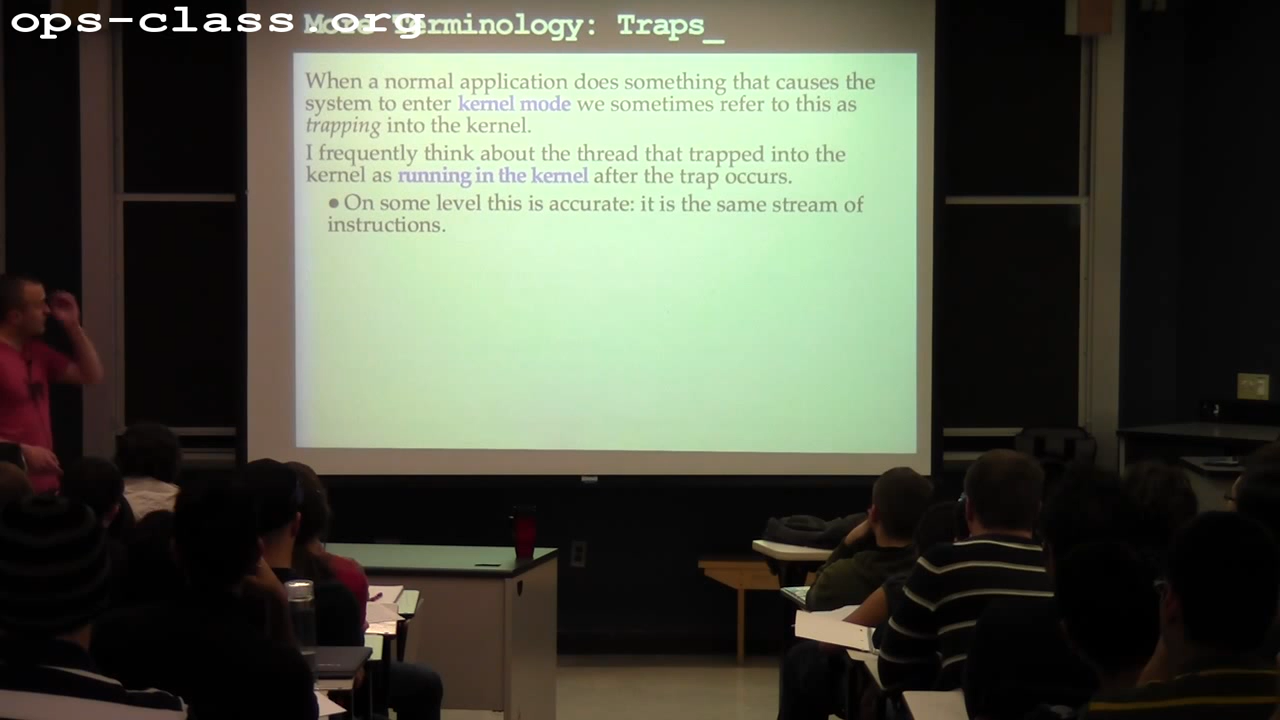 ops-class.org
More Terminology: Traps_
When a normal application does something that causes the
system to enter kernel mode we sometimes refer to this as
trapping into the kernel.
I frequently think about the thread that trapped into the
kernel as running in the kernel after the trap occurs.
● On some level this is accurate: it is the same stream of
instructions.